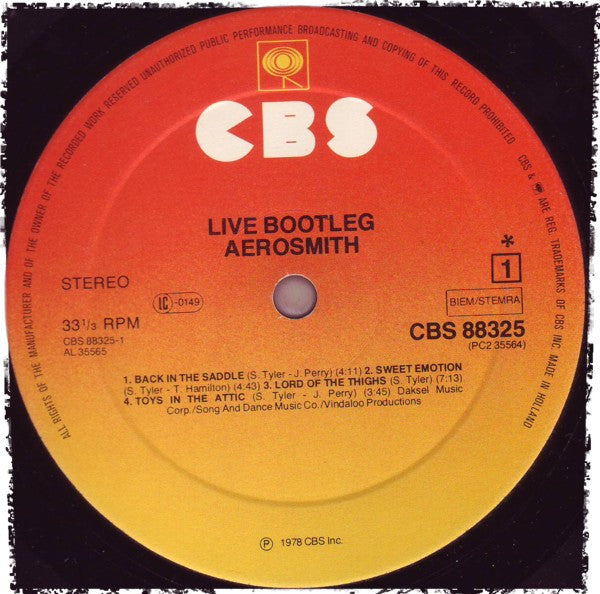 ALL RIGHTS OF THE MANUFACTURER AND OF THE OWNER OF THE RECORDED WORK RESERVED UNAUTHORIZED PUBLIC PERFORMANCE BROADCASTING AND COPYING OF THIS RECORD PROHIBITED
CBS & ARE REG. TRADEMARKS OF CBS INC. MADE IN HOLLAND
CBS
LIVE BOOTLEG
AEROSMITH
STEREO
LC-0149
*
1
BIEM/STEMRA
33 1/3 RPM
CBS 88325-1
AL 35565
CBS 88325
(PC2 35564)
1. BACK IN THE SADDLE (S. Tyler - J. Perry) (4:11) 2. SWEET EMOTION
(S. Tyler - T. Hamilton) (4:43) 3. LORD OF THE THIGHS (S. Tyler) (7:13)
4. TOYS IN THE ATTIC (S. Tyler - J. Perry) (3:45) Daksel Music
Corp./Song And Dance Music Co./Vindaloo Productions
Ⓟ 1978 CBS Inc.